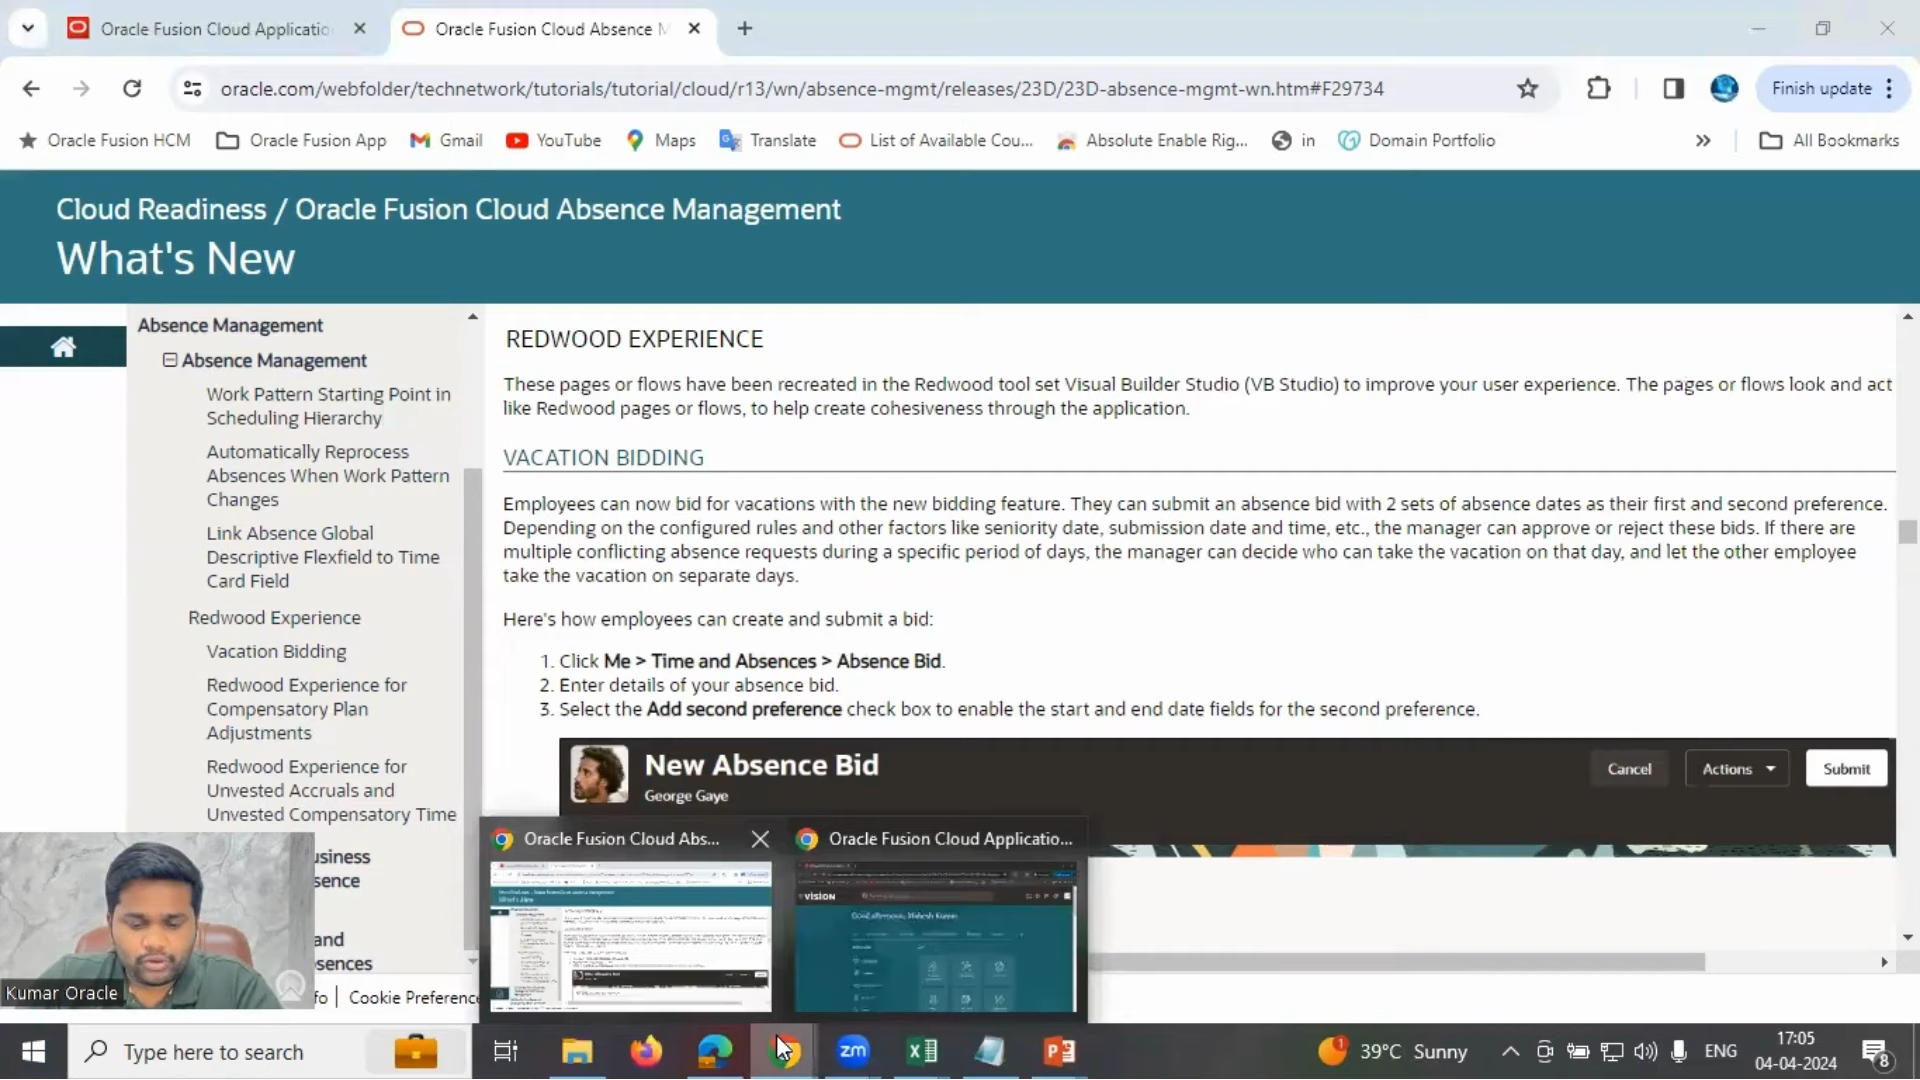 Oracle Fusion Cloud Applicatio
Oracle Fusion Cloud Absence M
oracle.com/webfolder/technetwork/tutorials/tutorial/cloud/r13/wn/absence-mgmt/releases/23D/23D-absence-mgmt-wn.htm#F29734
Finish update
Oracle Fusion HCM
Oracle Fusion App
Gmail
YouTube
Maps
Translate
List of Available Cou...
Absolute Enable Rig...
in
Domain Portfolio
All Bookmarks
Cloud Readiness / Oracle Fusion Cloud Absence Management
What's New
Absence Management
Absence Management
Work Pattern Starting Point in
Scheduling Hierarchy
Automatically Reprocess
Absences When Work Pattern
Changes
Link Absence Global
Descriptive Flexfield to Time
Card Field
Redwood Experience
Vacation Bidding
Redwood Experience for
Compensatory Plan
Adjustments
Redwood Experience for
Unvested Accruals and
Unvested Compensatory Time
usiness
sence
and
sences
fo | Cookie Preference
REDWOOD EXPERIENCE
These pages or flows have been recreated in the Redwood tool set Visual Builder Studio (VB Studio) to improve your user experience. The pages or flows look and act
like Redwood pages or flows, to help create cohesiveness through the application.
VACATION BIDDING
Employees can now bid for vacations with the new bidding feature. They can submit an absence bid with 2 sets of absence dates as their first and second preference.
Depending on the configured rules and other factors like seniority date, submission date and time, etc., the manager can approve or reject these bids. If there are
multiple conflicting absence requests during a specific period of days, the manager can decide who can take the vacation on that day, and let the other employee
take the vacation on separate days.
Here's how employees can create and submit a bid:
1. Click Me > Time and Absences > Absence Bid.
2. Enter details of your absence bid.
3. Select the Add second preference check box to enable the start and end date fields for the second preference.
New Absence Bid
George Gaye
Cancel
Actions
Submit
Oracle Fusion Cloud Abs...
Oracle Fusion Cloud Applicatio...
What's New
VISION
Good afternoon, Mahesh Kumar
Kumar Oracle
Type here to search
zm
1
39°C Sunny
ENG
17:05
04-04-2024
8